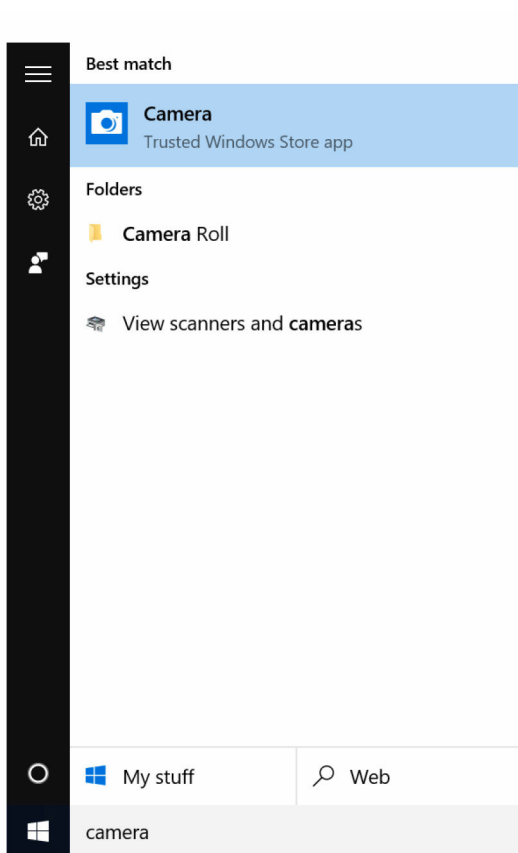 Best match
Camera
Trusted Windows Store app
Folders
Camera Roll
Settings
View scanners and cameras
My stuff
Web
camera